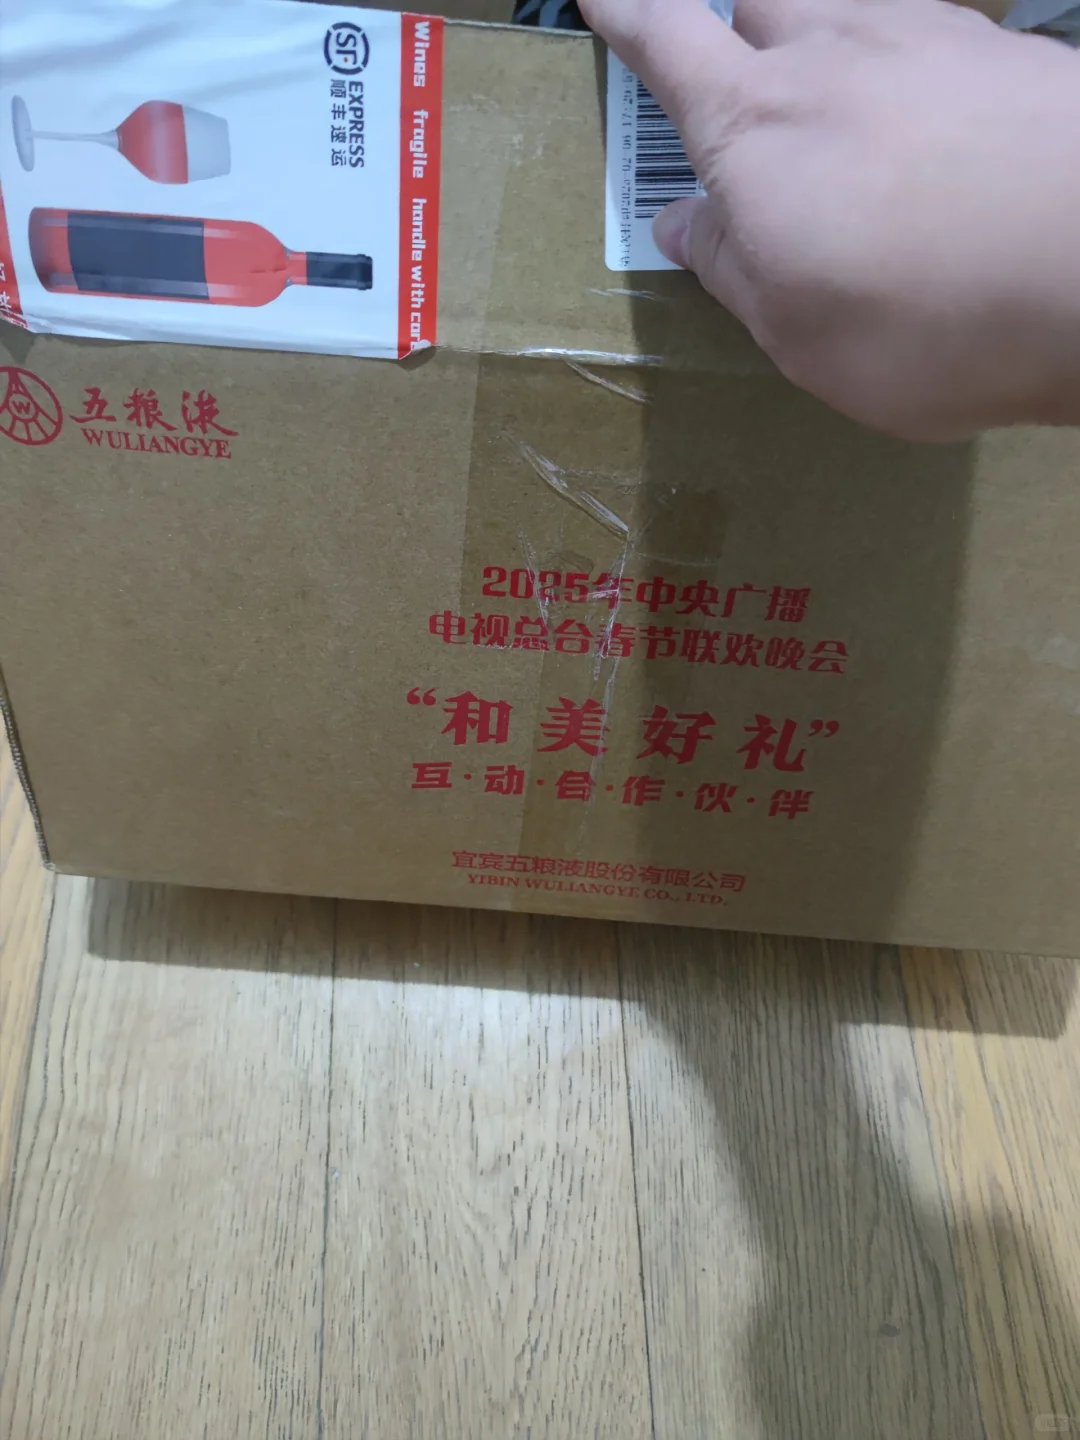 SF EXPRESS
顺丰速运
Wines fragile handle with care
五粮液
WULIANGYE
2025年中央广播
电视总台春节联欢晚会
“和美好礼”
互·动·合·作·伙·伴
宜宾五粮液股份有限公司
YIBIN WULIANGYE CO., LTD.